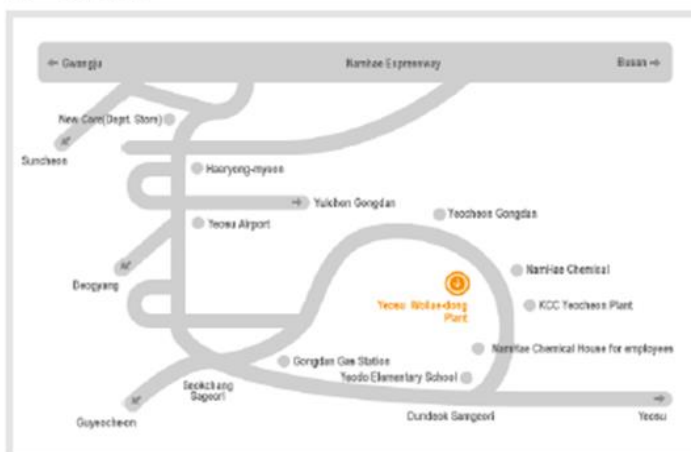 ← Gwangju
Namhae Expressway
Busan →
New Core(Dept. Store)
Suncheon
Haeryong-myeon
Yulchon Gongdan
Yeosu Airport
Yeocheon Gongdan
Deogyang
NamHae Chemical
KCC Yeocheon Plant
Yeosu Wollae-dong
Plant
NamHae Chemical House for employees
Gongdan Gas Station
Yeodo Elementary School
Seokchang
Sageori
Guyeocheon
Dundeok Samgeori
Yeosu